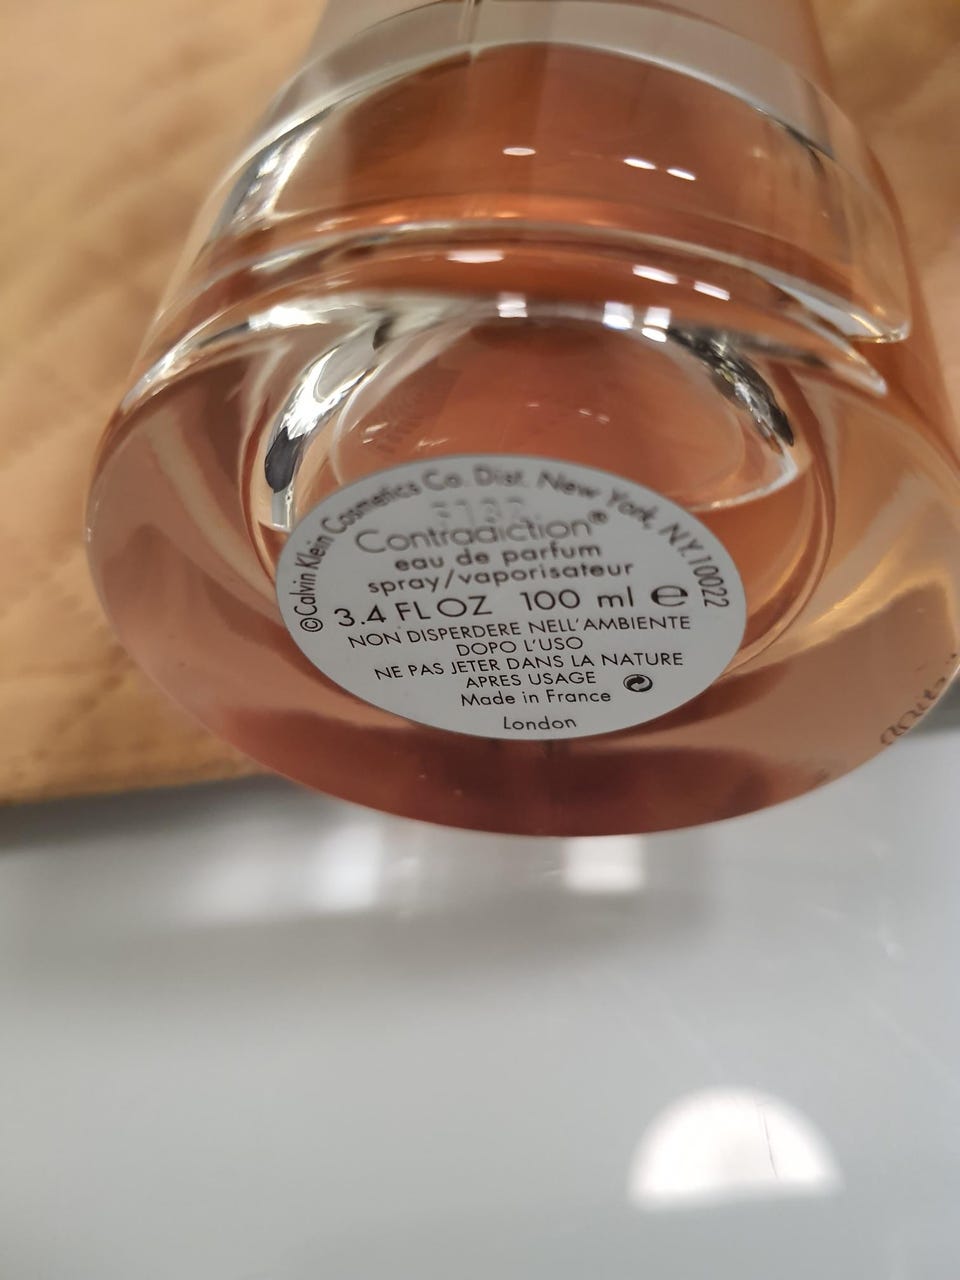 ©Calvin Klein Cosmetics Co. Dist. New York, NY.10022
Contradiction®
eau de parfum
spray/vaporisateur
3.4 FL OZ 100 ml ℮
NON DISPERDERE NELL'AMBIENTE
DOPO L'USO
NE PAS JETER DANS LA NATURE
APRES USAGE
Made in France
London